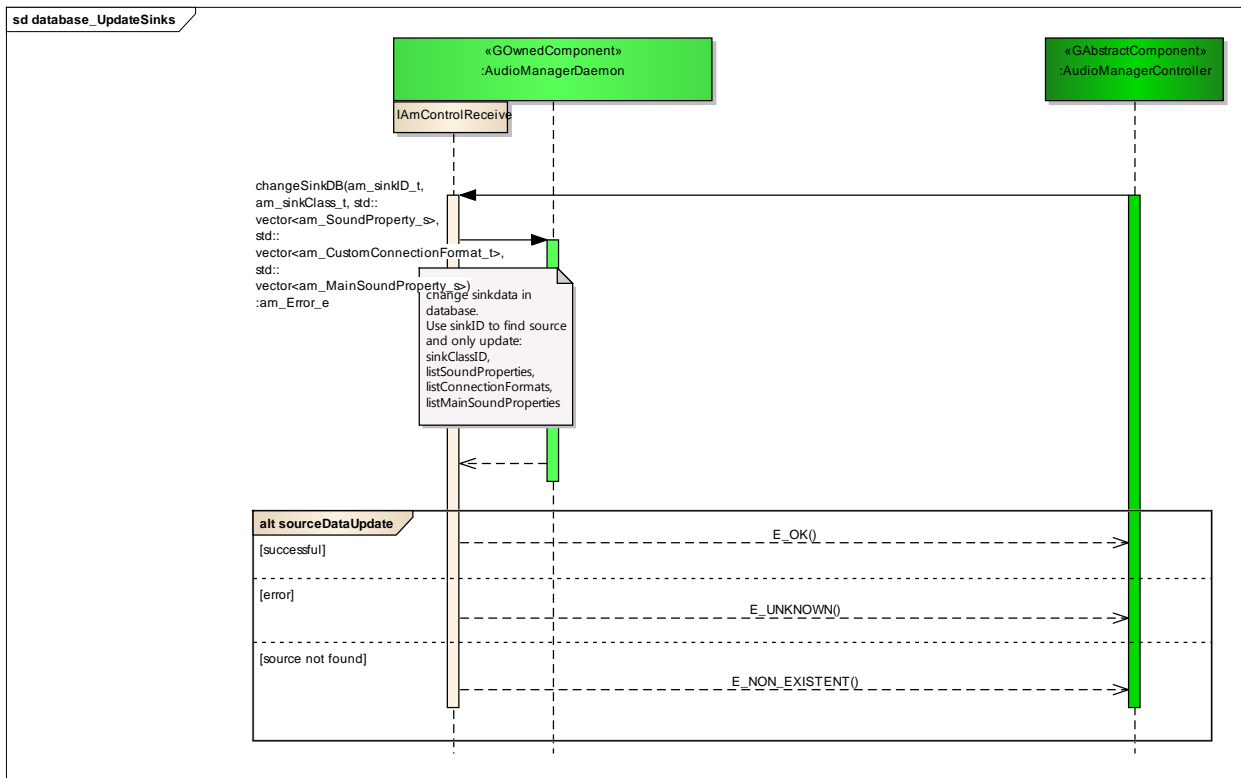 sd database_UpdateSinks
«GOwnedComponent»
:AudioManagerDaemon
«GAbstractComponent»
:AudioManagerController
IAmControlReceive
changeSinkDB(am_sinkID_t,
am_sinkClass_t, std::
vector<am_SoundProperty_s>,
std::
vector<am_CustomConnectionFormat_t>,
std::
vector<am_MainSoundProperty_s>)
:am_Error_e
change sinkdata in
database.
Use sinkID to find source
and only update:
sinkClassID,
listSoundProperties,
listConnectionFormats,
listMainSoundProperties
alt sourceDataUpdate
[successful]
E_OK()
[error]
E_UNKNOWN()
[source not found]
E_NON_EXISTENT()